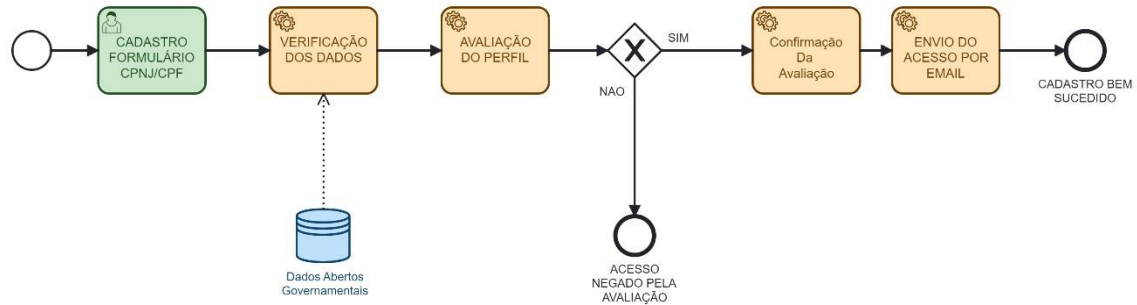 CADASTRO
FORMULÁRIO
CPNJ/CPF
VERIFICAÇÃO
DOS DADOS
AVALIAÇÃO
DO PERFIL
SIM
NAO
Confirmação
Da
Avaliação
ENVIO DO
ACESSO POR
EMAIL
CADASTRO BEM
SUCEDIDO
Dados Abertos
Governamentais
ACESSO
NEGADO PELA
AVALIAÇÃO